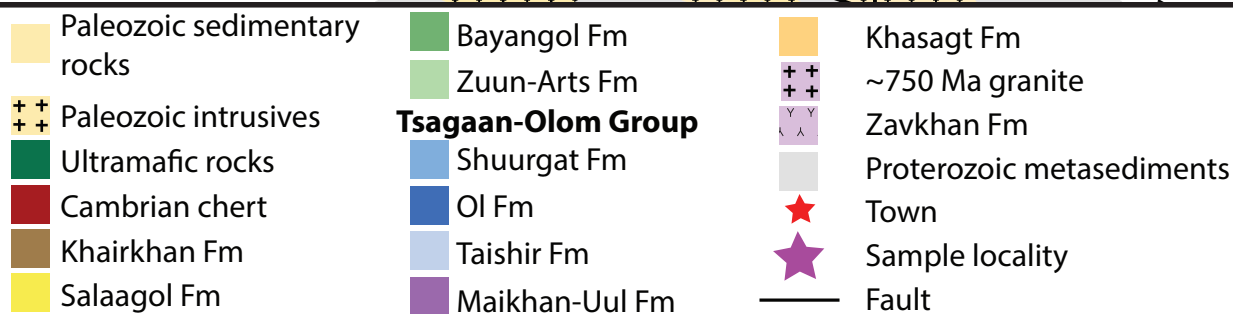 Paleozoic sedimentary
rocks
Paleozoic intrusives
Ultramafic rocks
Cambrian chert
Khairkhan Fm
Salaagol Fm
Bayangol Fm
Zuun-Arts Fm
Tsagaan-Olom Group
Shuurgat Fm
Ol Fm
Taishir Fm
Maikhan-Uul Fm
Khasagt Fm
~750 Ma granite
Zavkhan Fm
Proterozoic metasediments
Town
Sample locality
Fault